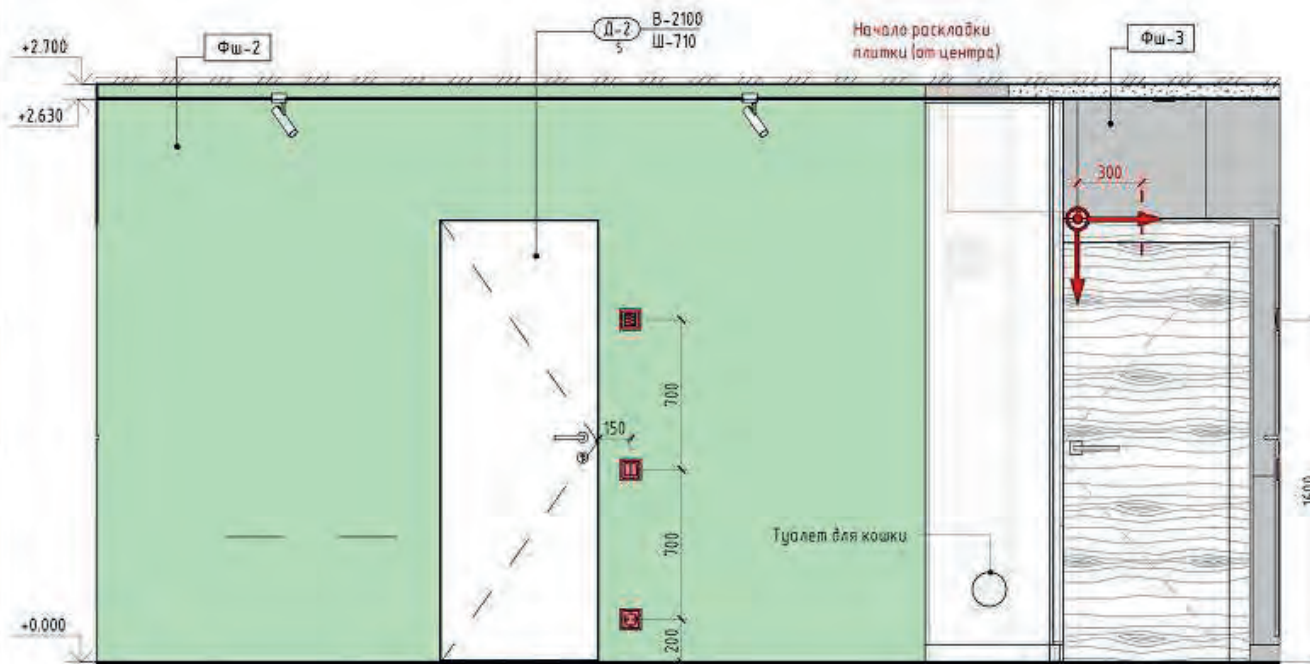 +2.700
Фш-2
Д-2
5
В-2100
Ш-710
Начало раскладки
плитки (от центра)
Фш-3
+2.630
300
700
150
700
Туалет для кошки
1600
+0.000
200